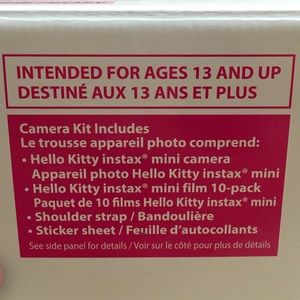 INTENDED FOR AGES 13 AND UP
DESTINÉ AUX 13 ANS ET PLUS
Camera Kit Includes
Le trousse appareil photo comprend:
• Hello Kitty instax® mini camera
Appareil photo Hello Kitty instax® mini
• Hello Kitty instax® mini film 10-pack
Paquet de 10 films Hello Kitty instax® mini
• Shoulder strap / Bandoulière
• Sticker sheet / Feuille d'autocollants
See side panel for details / Voir sur le côté pour plus de détails